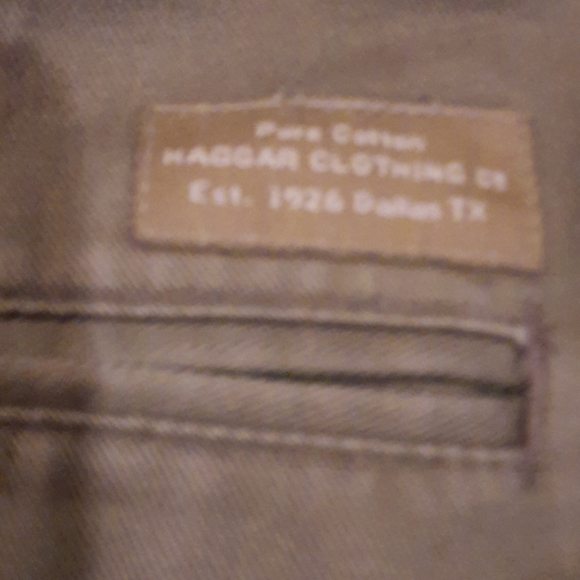 Pure Cotton
HAGGAR CLOTHING CO
Est. 1926 Dallas TX